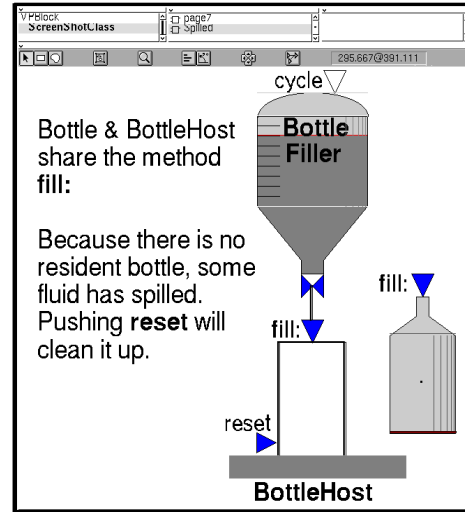 VPBlock
ScreenShotClass
page7
Spilled
295.667@391.111
cycle
Bottle & BottleHost
share the method
fill:
Bottle
Filler
Because there is no
resident bottle, some
fluid has spilled.
Pushing reset will
clean it up.
fill:
fill:
reset
BottleHost